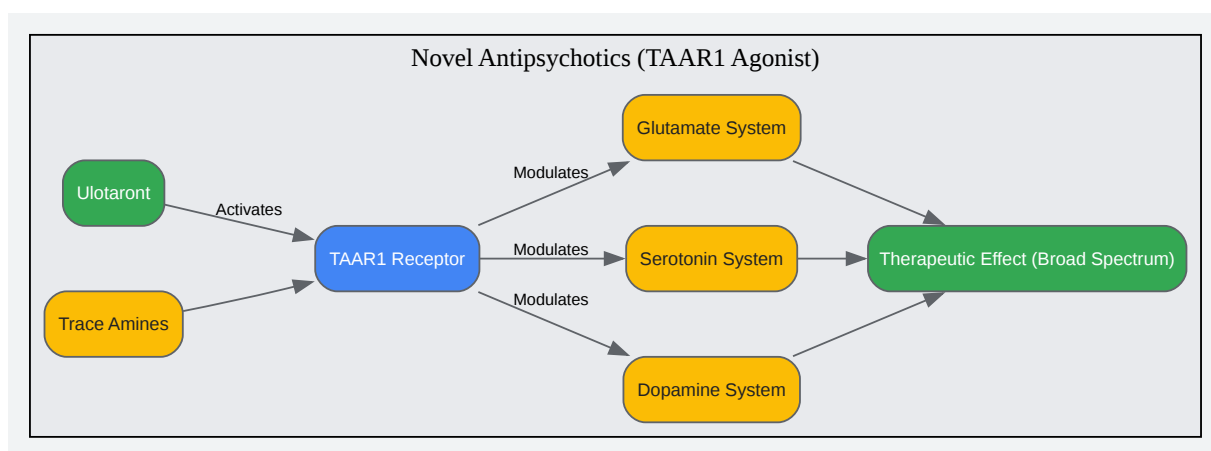 Novel Antipsychotics (TAAR1 Agonist)
Ulotaront
Activates
Trace Amines
TAAR1 Receptor
Modulates
Modulates
Modulates
Glutamate System
Serotonin System
Dopamine System
Therapeutic Effect (Broad Spectrum)